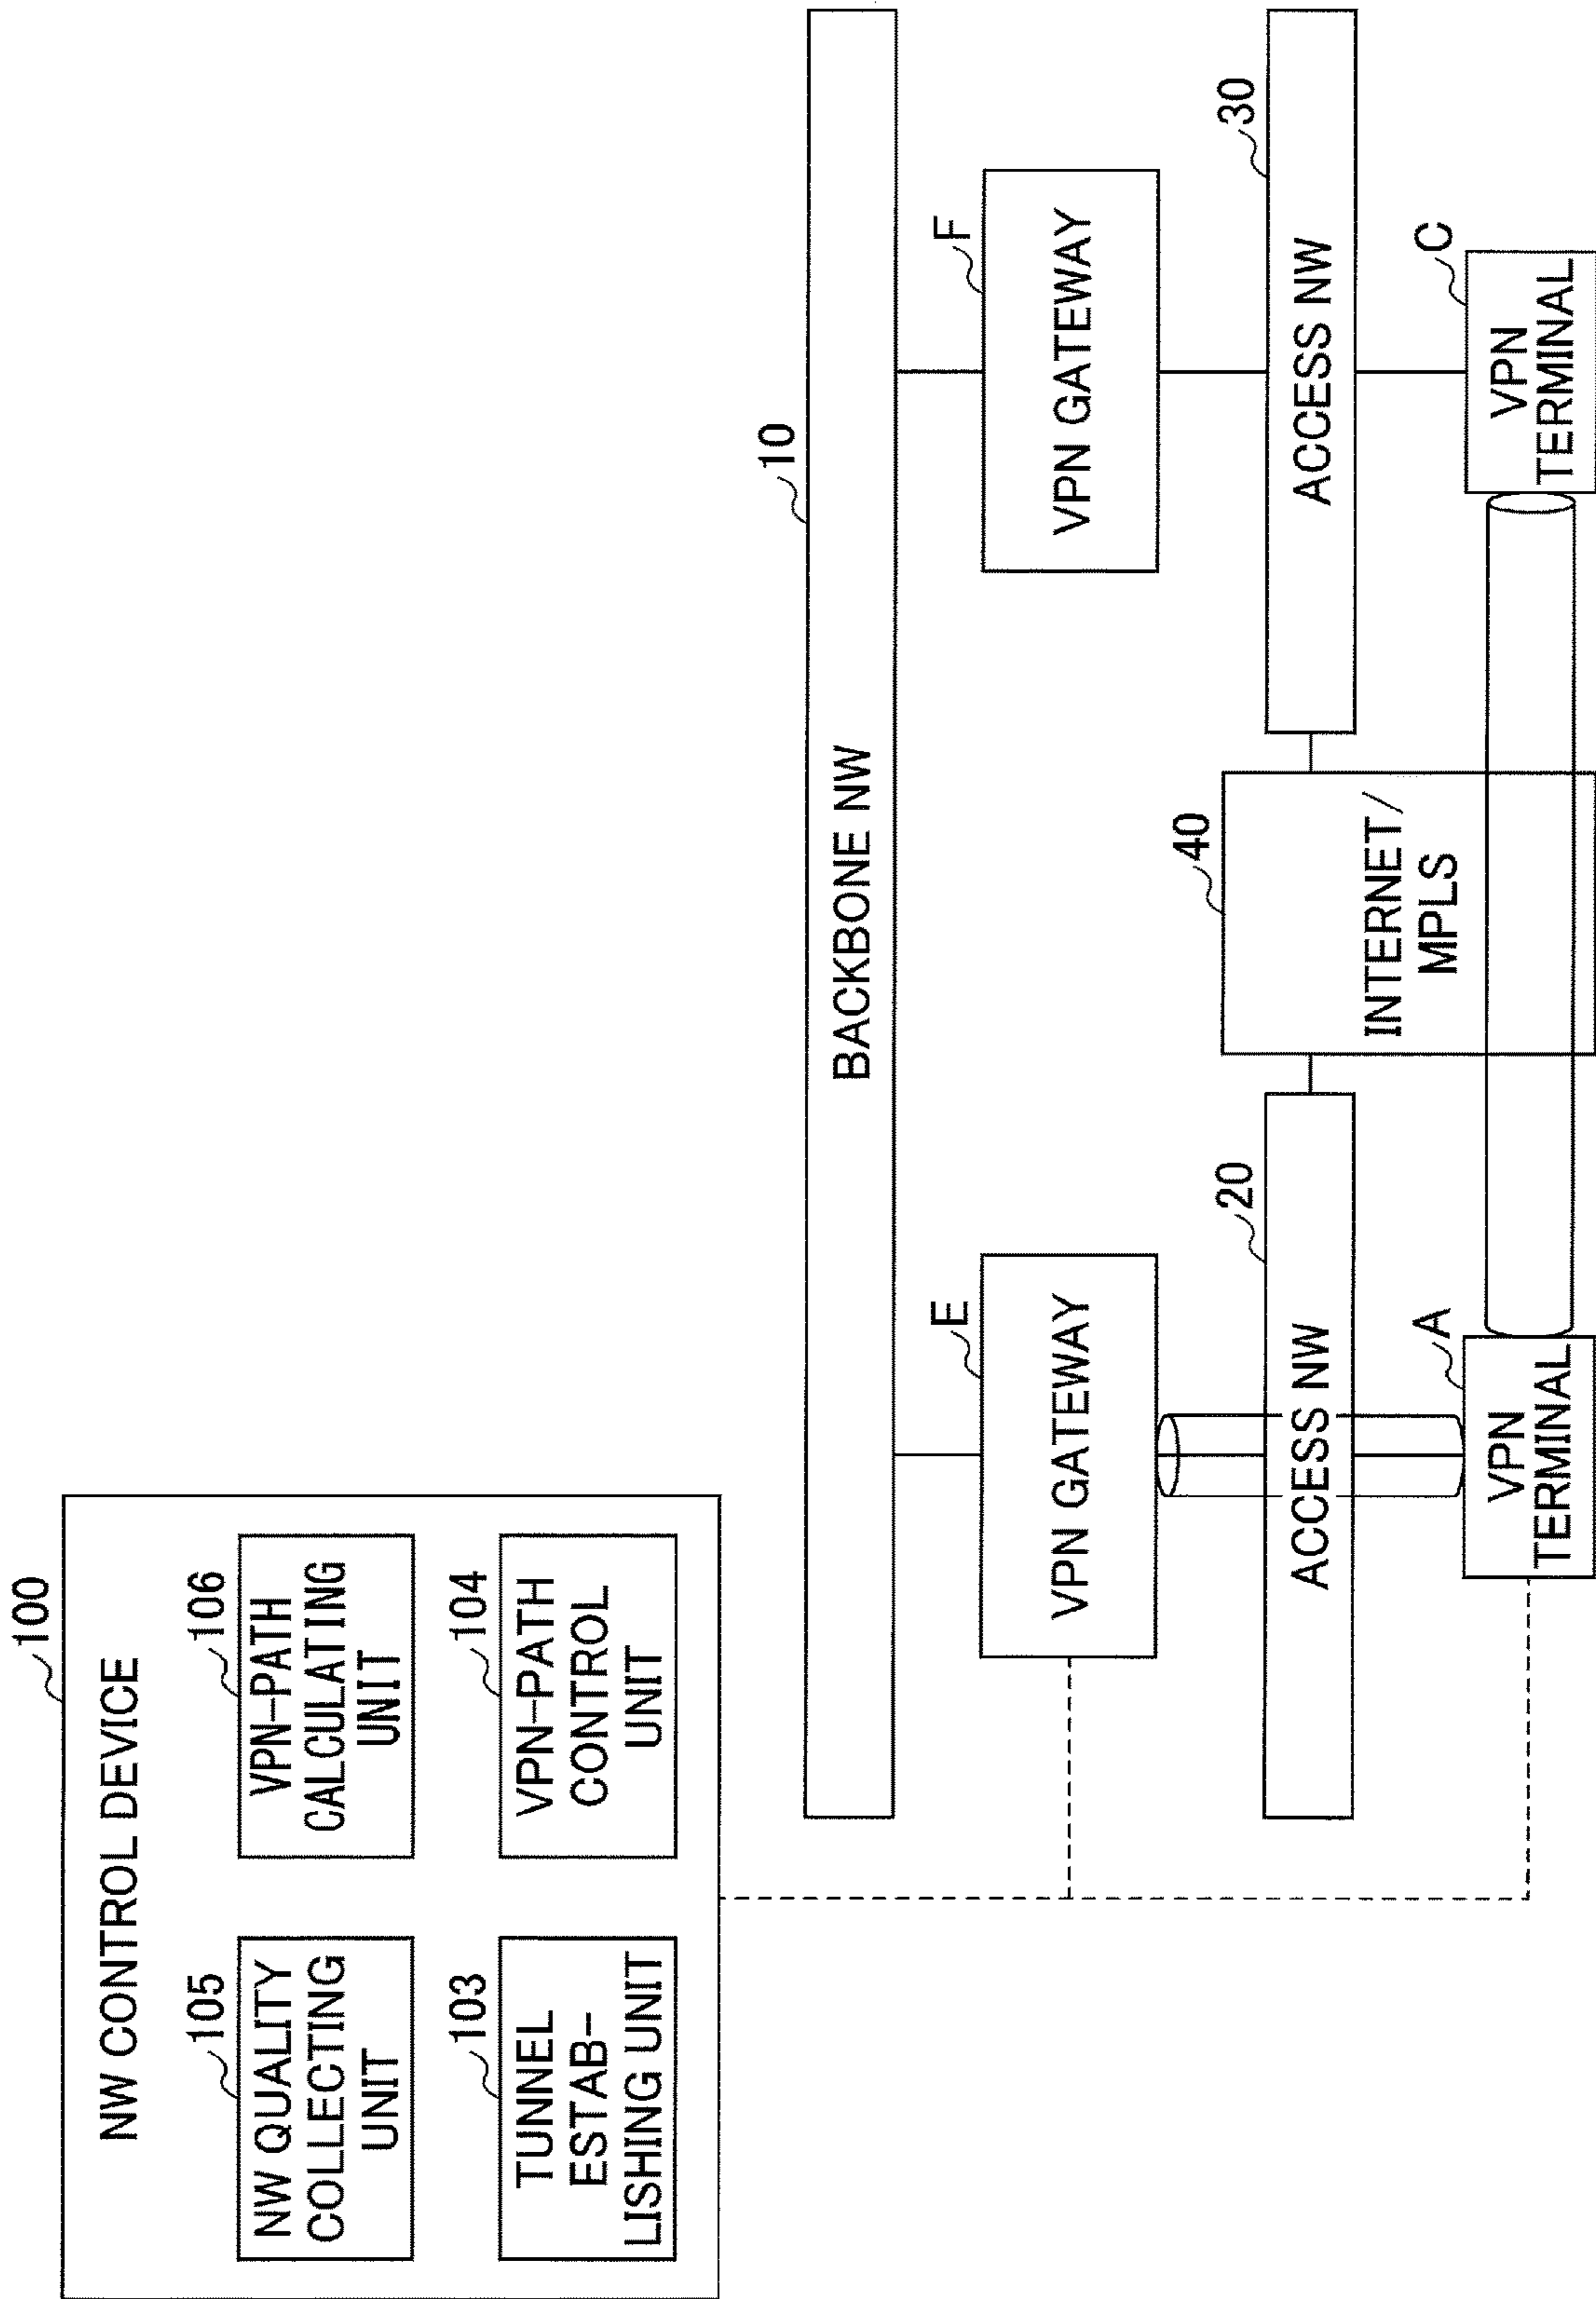 100
NW CONTROL DEVICE
105
NW QUALITY
COLLECTING
UNIT
106
VPN-PATH
CALCULATING
UNIT
103
TUNNEL
ESTAB-
LISHING UNIT
104
VPN-PATH
CONTROL
UNIT
10
BACKBONE NW
E
VPN GATEWAY
F
VPN GATEWAY
20
ACCESS NW
40
INTERNET/
MPLS
30
ACCESS NW
A
VPN
TERMINAL
C
VPN
TERMINAL